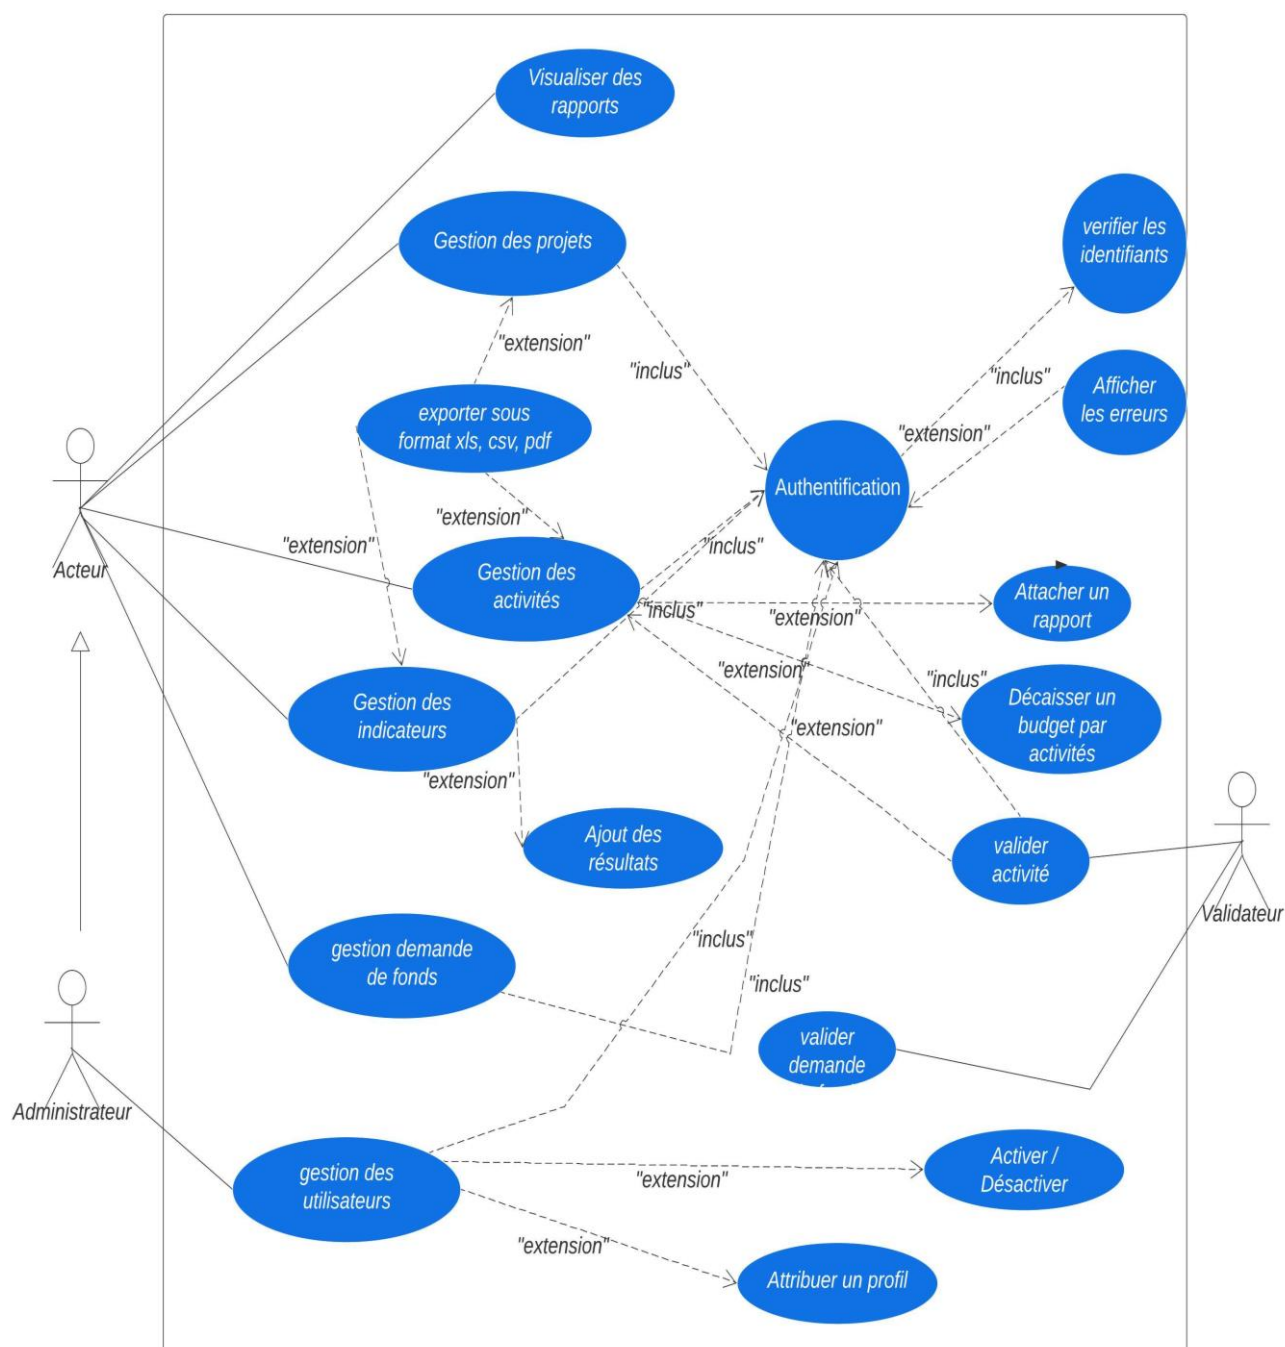 Visualiser des
rapports
Gestion des projets
verifier les
identifiants
"extension"
"inclus"
"inclus"
Afficher
les erreurs
exporter sous
format xls, csv, pdf
"extension"
Authentification
"extension"
"extension"
"inclus"
Acteur
Gestion des
activités
Attacher un
rapport
"inclus"
"extension"
"extension"
"inclus"
Gestion des
indicateurs
Décaisser un
budget par
activités
"extension"
"extension"
Ajout des
résultats
valider
activité
Validateur
gestion demande
de fonds
"inclus"
"inclus"
valider
demande
Administrateur
gestion des
utilisateurs
"extension"
Activer /
Désactiver
"extension"
Attribuer un profil